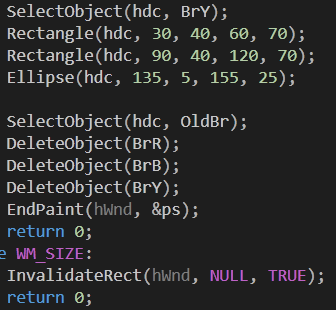 SelectObject(hdc, BrY);
Rectangle(hdc, 30, 40, 60, 70);
Rectangle(hdc, 90, 40, 120, 70);
Ellipse(hdc, 135, 5, 155, 25);
SelectObject(hdc, OldBr);
DeleteObject(BrR);
DeleteObject(BrB);
DeleteObject(BrY);
EndPaint(hWnd, &ps);
return 0;
e WM_SIZE:
InvalidateRect(hWnd, NULL, TRUE);
return 0;